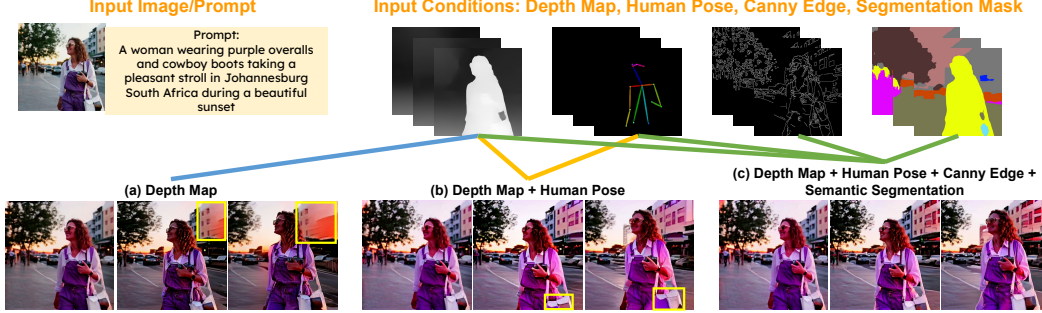 Input Image/Prompt
Input Conditions: Depth Map, Human Pose, Canny Edge, Segmentation Mask
Prompt:
A woman wearing purple overalls
and cowboy boots taking a
pleasant stroll in Johannesburg
South Africa during a beautiful
sunset
(a) Depth Map
(b) Depth Map + Human Pose
(c) Depth Map + Human Pose + Canny Edge +
Semantic Segmentation